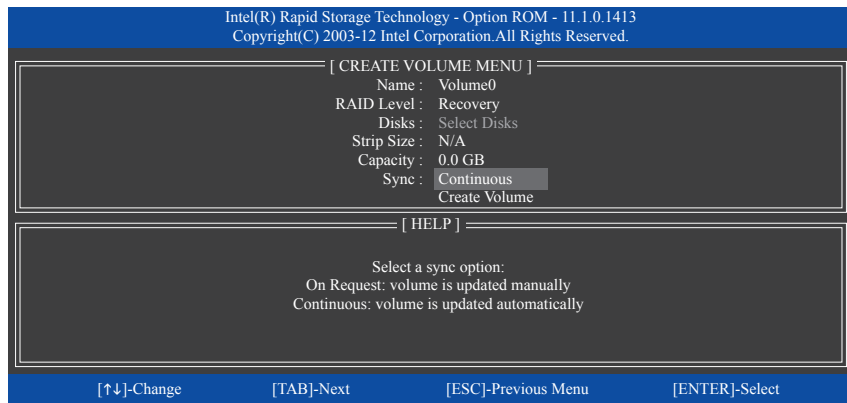 Intel(R) Rapid Storage Technology - Option ROM - 11.1.0.1413
Copyright(C) 2003-12 Intel Corporation.All Rights Reserved.
[ CREATE VOLUME MENU ]
Name : Volume0
RAID Level : Recovery
Disks : Select Disks
Strip Size : N/A
Capacity : 0.0 GB
Sync : Continuous
Create Volume
[ HELP ]
Select a sync option:
On Request: volume is updated manually
Continuous: volume is updated automatically
[↑↓]-Change [TAB]-Next [ESC]-Previous Menu [ENTER]-Select